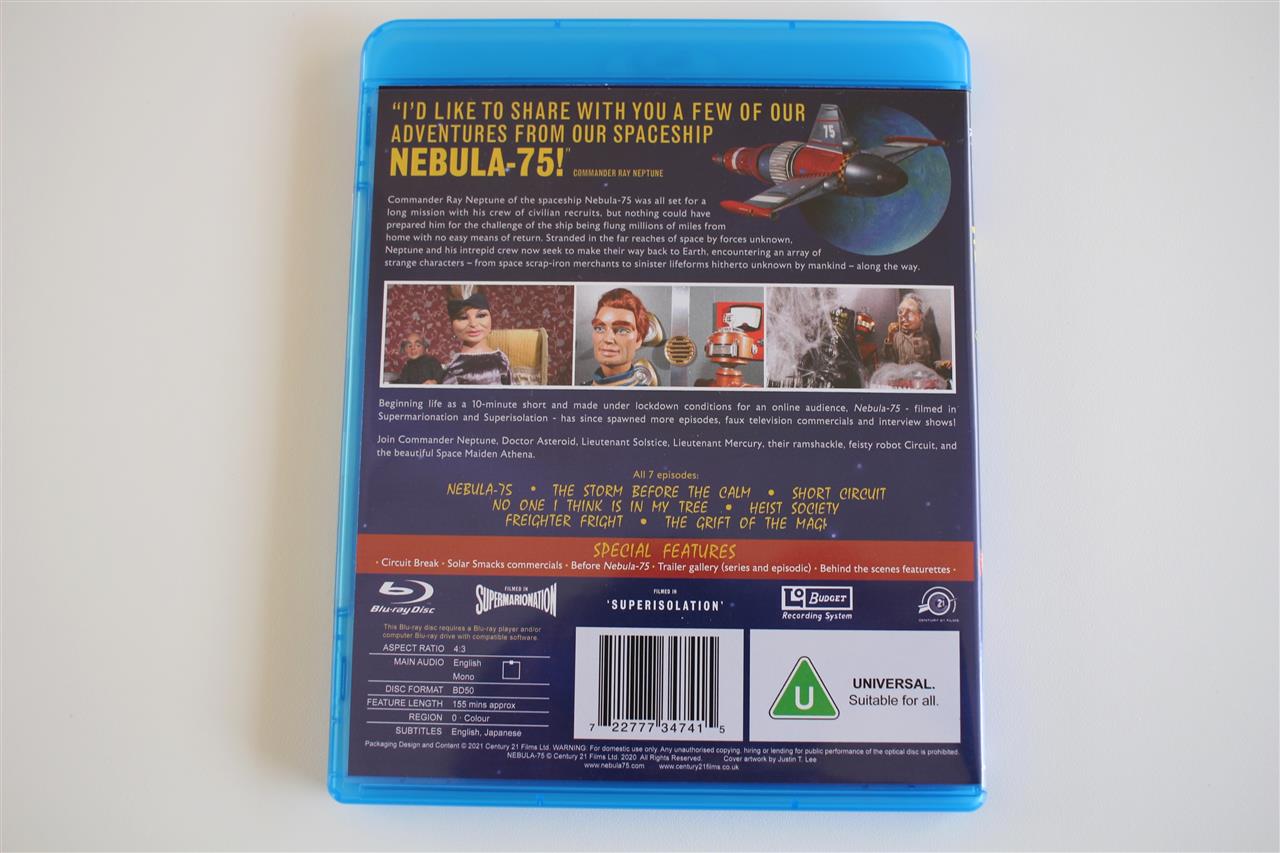 “I’D LIKE TO SHARE WITH YOU A FEW OF OUR
ADVENTURES FROM OUR SPACESHIP
NEBULA-75!” COMMANDER RAY NEPTUNE
75
Commander Ray Neptune of the spaceship Nebula-75 was all set for a
long mission with his crew of civilian recruits, but nothing could have
prepared him for the challenge of the ship being flung millions of miles from
home with no easy means of return. Stranded in the far reaches of space by forces unknown,
Neptune and his intrepid crew now seek to make their way back to Earth, encountering an array of
strange characters – from space scrap-iron merchants to sinister lifeforms hitherto unknown by mankind – along the way.
Beginning life as a 10-minute short and made under lockdown conditions for an online audience, Nebula-75 - filmed in
Supermarionation and Superisolation - has since spawned more episodes, faux television commercials and interview shows!
Join Commander Neptune, Doctor Asteroid, Lieutenant Solstice, Lieutenant Mercury, their ramshackle, feisty robot Circuit, and
the beautiful Space Maiden Athena.
All 7 episodes:
NEBULA-75 • THE STORM BEFORE THE CALM • SHORT CIRCUIT
NO ONE I THINK IS IN MY TREE • HEIST SOCIETY
FREIGHTER FRIGHT • THE GRIFT OF THE MAGI
SPECIAL FEATURES
· Circuit Break · Solar Smacks commercials · Before Nebula-75 · Trailer gallery (series and episodic) · Behind the scenes featurettes ·
Blu-ray Disc
FILMED IN
SUPERMARIONATION
FILMED IN
‘SUPERISOLATION’
Lo BUDGET
Recording System
21
CENTURY 21 FILMS
This Blu-ray disc requires a Blu-ray player and/or
computer Blu-ray drive with compatible software.
ASPECT RATIO 4:3
MAIN AUDIO English
Mono
DISC FORMAT BD50
FEATURE LENGTH 155 mins approx
REGION 0 · Colour
SUBTITLES English, Japanese
7 22777 34741 5
U
UNIVERSAL.
Suitable for all.
Packaging Design and Content © 2021 Century 21 Films Ltd. WARNING: For domestic use only. Any unauthorised copying, hiring or lending for public performance of the optical disc is prohibited.
NEBULA-75 © Century 21 Films Ltd. 2020 All Rights Reserved. Cover artwork by Justin T. Lee
www.nebula75.com www.century21films.co.uk